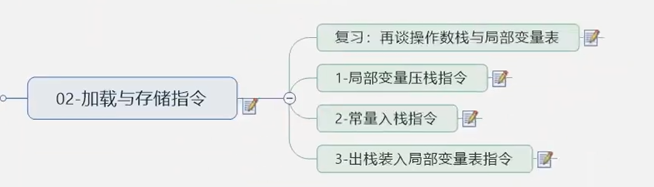 02-加载与存储指令
复习：再谈操作数栈与局部变量表
1-局部变量压栈指令
2-常量入栈指令
3-出栈装入局部变量表指令